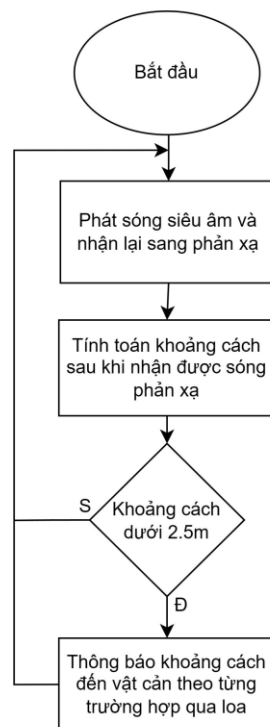 Bắt đầu
Phát sóng siêu âm và
nhận lại sang phản xạ
Tính toán khoảng cách
sau khi nhận được sóng
phản xạ
S
Khoảng cách
dưới 2.5m
Đ
Thông báo khoảng cách
đến vật cản theo từng
trường hợp qua loa